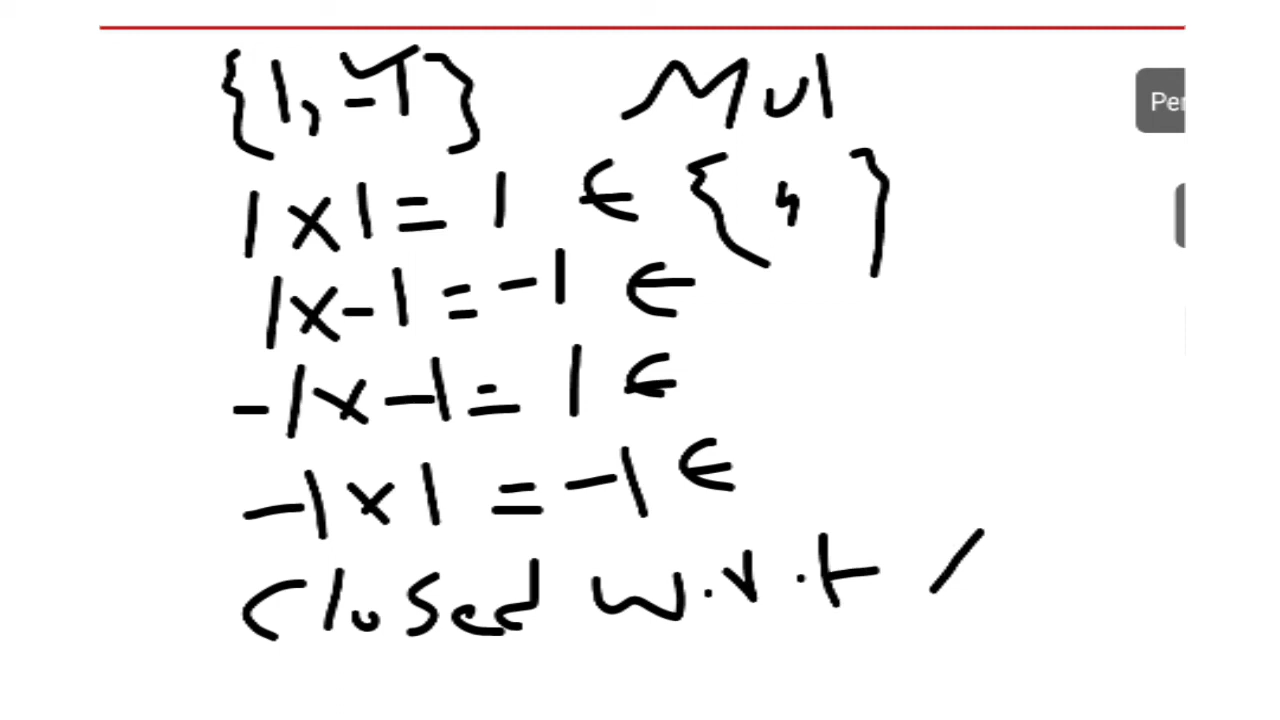 {1, -1} Mul
1 x 1 = 1 ∈ { " }
1 x -1 = -1 ∈
-1 x -1 = 1 ∈
-1 x 1 = -1 ∈
Closed w.r.t